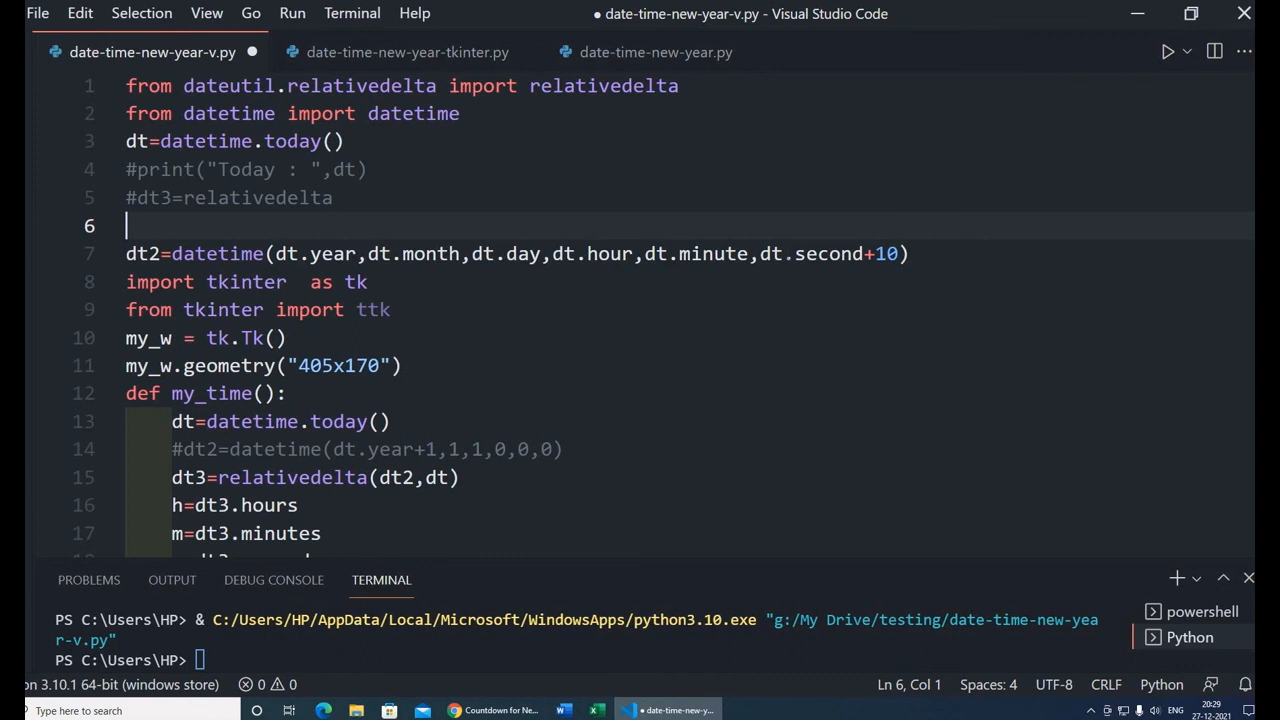 File Edit Selection View Go Run Terminal Help
● date-time-new-year-v.py - Visual Studio Code
date-time-new-year-v.py ●
date-time-new-year-tkinter.py
date-time-new-year.py
1 from dateutil.relativedelta import relativedelta
2 from datetime import datetime
3 dt=datetime.today()
4 #print("Today : ",dt)
5 #dt3=relativedelta
6
7 dt2=datetime(dt.year,dt.month,dt.day,dt.hour,dt.minute,dt.second+10)
8 import tkinter  as tk
9 from tkinter import ttk
10 my_w = tk.Tk()
11 my_w.geometry("405x170")
12 def my_time():
13     dt=datetime.today()
14     #dt2=datetime(dt.year+1,1,1,0,0,0)
15     dt3=relativedelta(dt2,dt)
16     h=dt3.hours
17     m=dt3.minutes
PROBLEMS OUTPUT DEBUG CONSOLE TERMINAL
PS C:\Users\HP> & C:/Users/HP/AppData/Local/Microsoft/WindowsApps/python3.10.exe "g:/My Drive/testing/date-time-new-yea
r-v.py"
PS C:\Users\HP>
powershell
Python
n 3.10.1 64-bit (windows store) 0 0 Ln 6, Col 1 Spaces: 4 UTF-8 CRLF Python
Type here to search
Countdown for Ne...
● date-time-new-y...
ENG
20:29
27-12-2021